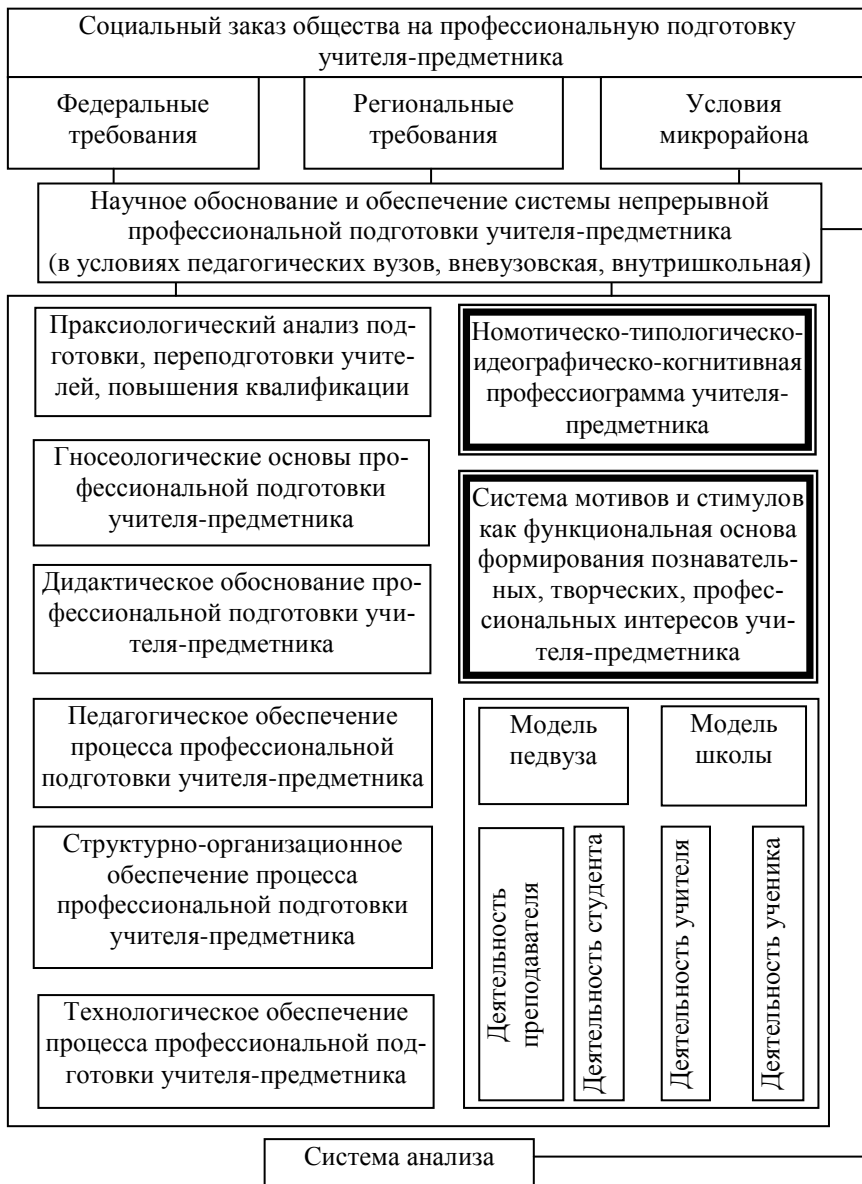 Социальный заказ общества на профессиональную подготовку
учителя-предметника
Федеральные
требования
Региональные
требования
Условия
микрорайона
Научное обоснование и обеспечение системы непрерывной
профессиональной подготовки учителя-предметника
(в условиях педагогических вузов, вневузовская, внутришкольная)
Праксиологический анализ под-
готовки, переподготовки учите-
лей, повышения квалификации
Гносеологические основы про-
фессиональной подготовки
учителя-предметника
Дидактическое обоснование про-
фессиональной подготовки учи-
теля-предметника
Педагогическое обеспечение
процесса профессиональной
подготовки учителя-предметника
Структурно-организационное
обеспечение процесса
профессиональной подготовки
учителя-предметника
Технологическое обеспечение
процесса профессиональной под-
готовки учителя-предметника
Номотическо-типологическо-
идеографическо-когнитивная
профессиограмма учителя-
предметника
Система мотивов и стимулов
как функциональная основа
формирования познаватель-
ных, творческих, профес-
сиональных интересов учи-
теля-предметника
Модель
педвуза
Модель
школы
Деятельность
преподавателя
Деятельность студента
Деятельность учителя
Деятельность ученика
Система анализа